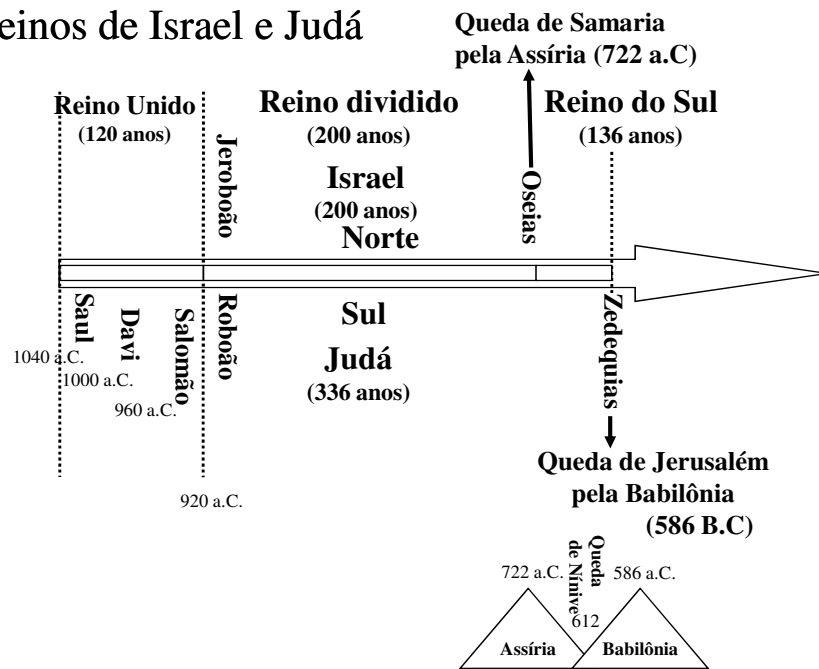 einos de Israel e Judá
Queda de Samaria
pela Assíria (722 a.C)
Reino Unido
(120 anos)
Jeroboão
Reino dividido
(200 anos)
Israel
(200 anos)
Norte
Oseias
Reino do Sul
(136 anos)
Saul
Davi
Salomão
Roboão
1040 a.C.
1000 a.C.
960 a.C.
920 a.C.
Sul
Judá
(336 anos)
Zedequias
Queda de Jerusalém
pela Babilônia
(586 B.C)
722 a.C.
Queda
de Nínive
612
586 a.C.
Assíria
Babilônia